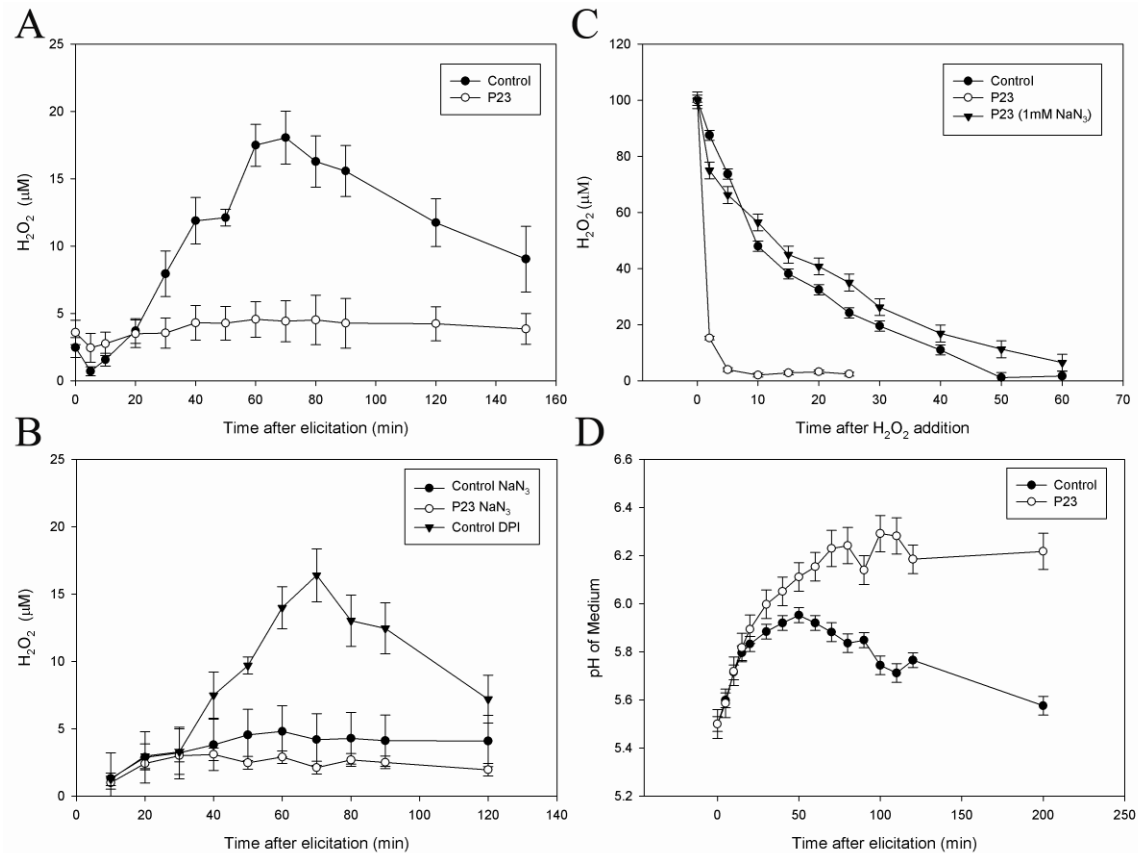 A
25
20
15
10
5
0
H₂O₂ (µM)
Control
P23
0 20 40 60 80 100 120 140 160
Time after elicitation (min)
C
120
100
80
60
40
20
0
H₂O₂ (µM)
Control
P23
P23 (1mM NaN₃)
0 10 20 30 40 50 60 70
Time after H₂O₂ addition
B
25
20
15
10
5
0
H₂O₂ (µM)
Control NaN₃
P23 NaN₃
Control DPI
0 20 40 60 80 100 120 140
Time after elicitation (min)
D
6.6
6.4
6.2
6.0
5.8
5.6
5.4
5.2
pH of Medium
Control
P23
0 50 100 150 200 250
Time after elicitation (min)